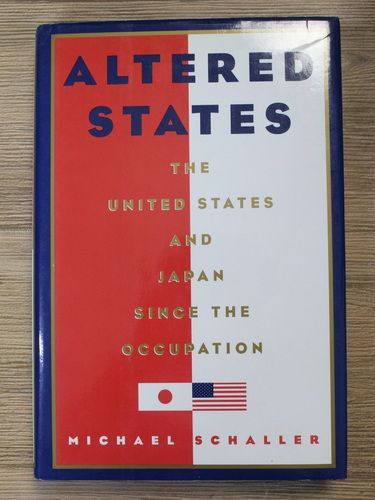 ALTERED
STATES
THE
UNITED STATES
AND
JAPAN
SINCE THE
OCCUPATION
MICHAEL SCHALLER